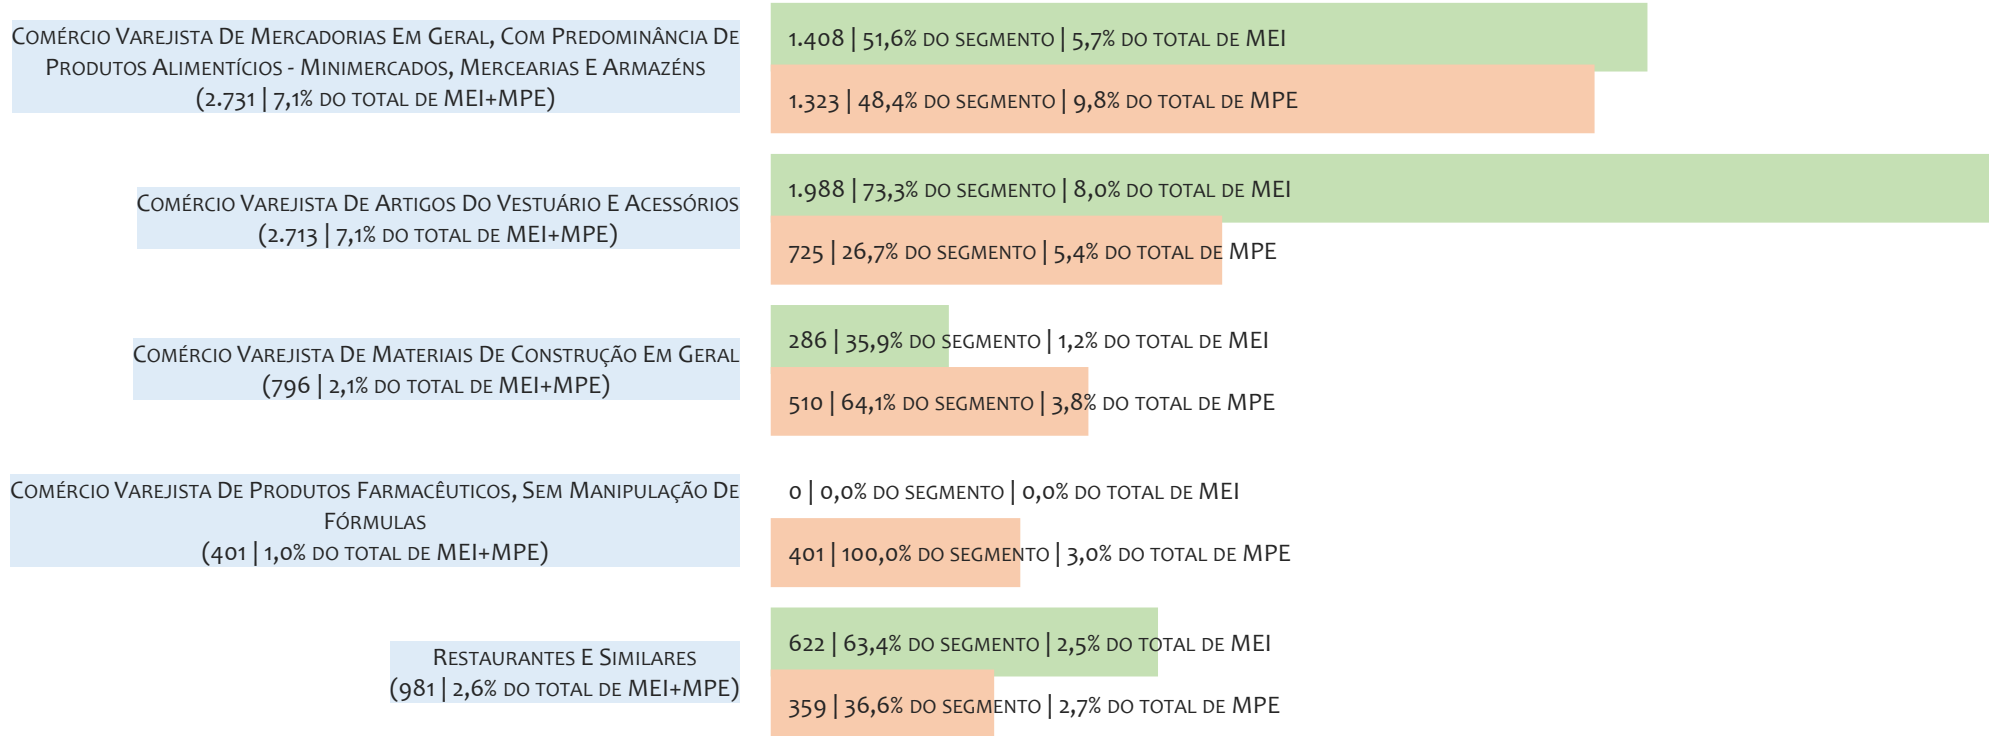 Comércio Varejista De Mercadorias Em Geral, Com Predominância De
Produtos Alimentícios - Minimercados, Mercearias E Armazéns
(2.731 | 7,1% do total de MEI+MPE)
1.408 | 51,6% do segmento | 5,7% do total de MEI
1.323 | 48,4% do segmento | 9,8% do total de MPE
Comércio Varejista De Artigos Do Vestuário E Acessórios
(2.713 | 7,1% do total de MEI+MPE)
1.988 | 73,3% do segmento | 8,0% do total de MEI
725 | 26,7% do segmento | 5,4% do total de MPE
Comércio Varejista De Materiais De Construção Em Geral
(796 | 2,1% do total de MEI+MPE)
286 | 35,9% do segmento | 1,2% do total de MEI
510 | 64,1% do segmento | 3,8% do total de MPE
Comércio Varejista De Produtos Farmacêuticos, Sem Manipulação De
Fórmulas
(401 | 1,0% do total de MEI+MPE)
0 | 0,0% do segmento | 0,0% do total de MEI
401 | 100,0% do segmento | 3,0% do total de MPE
Restaurantes E Similares
(981 | 2,6% do total de MEI+MPE)
622 | 63,4% do segmento | 2,5% do total de MEI
359 | 36,6% do segmento | 2,7% do total de MPE